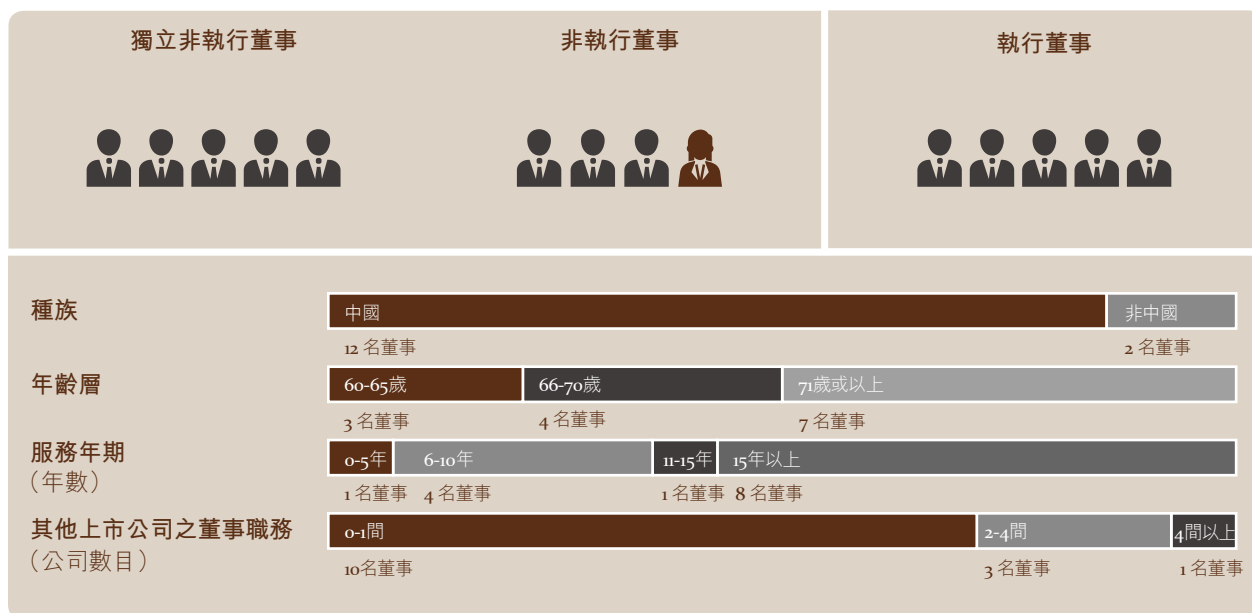 獨立非執行董事
非執行董事
執行董事
種族
中國
非中國
12 名董事
2 名董事
年齡層
60-65歲
66-70歲
71歲或以上
3 名董事
4 名董事
7 名董事
服務年期
（年數）
0-5年
6-10年
11-15年
15年以上
1 名董事
4 名董事
1 名董事
8 名董事
其他上市公司之董事職務
（公司數目）
0-1間
2-4間
4間以上
10名董事
3 名董事
1 名董事